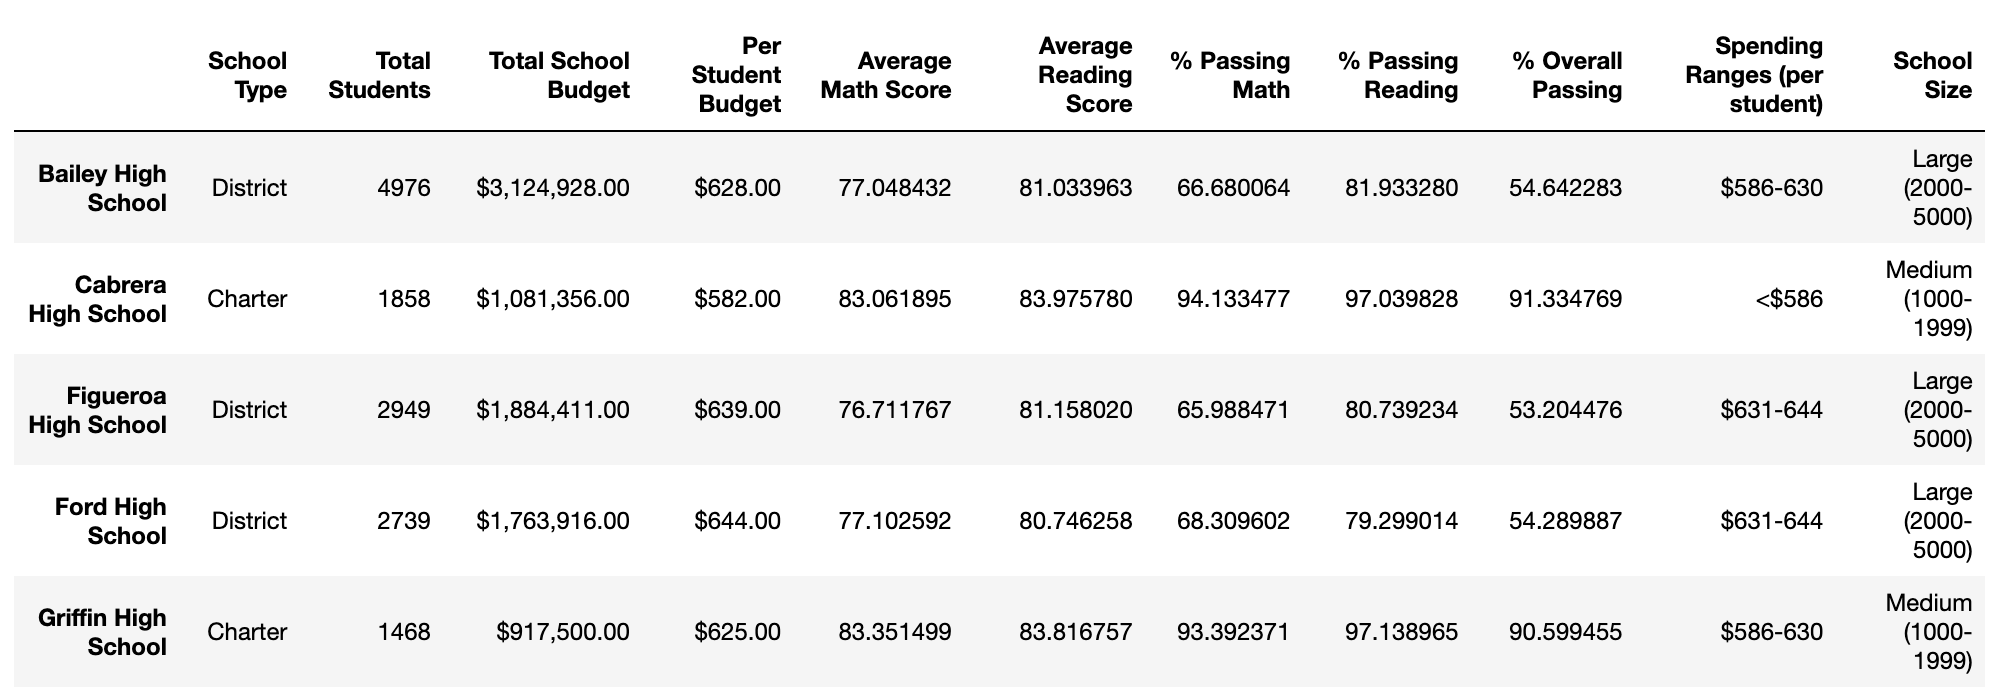 School Type Total Students Total School Budget Per Student Budget Average Math Score Average Reading Score % Passing Math % Passing Reading % Overall Passing Spending Ranges (per student) School Size
Bailey High School District 4976 $3,124,928.00 $628.00 77.048432 81.033963 66.680064 81.933280 54.642283 $586-630 Large (2000-5000)
Cabrera High School Charter 1858 $1,081,356.00 $582.00 83.061895 83.975780 94.133477 97.039828 91.334769 <$586 Medium (1000-1999)
Figueroa High School District 2949 $1,884,411.00 $639.00 76.711767 81.158020 65.988471 80.739234 53.204476 $631-644 Large (2000-5000)
Ford High School District 2739 $1,763,916.00 $644.00 77.102592 80.746258 68.309602 79.299014 54.289887 $631-644 Large (2000-5000)
Griffin High School Charter 1468 $917,500.00 $625.00 83.351499 83.816757 93.392371 97.138965 90.599455 $586-630 Medium (1000-1999)